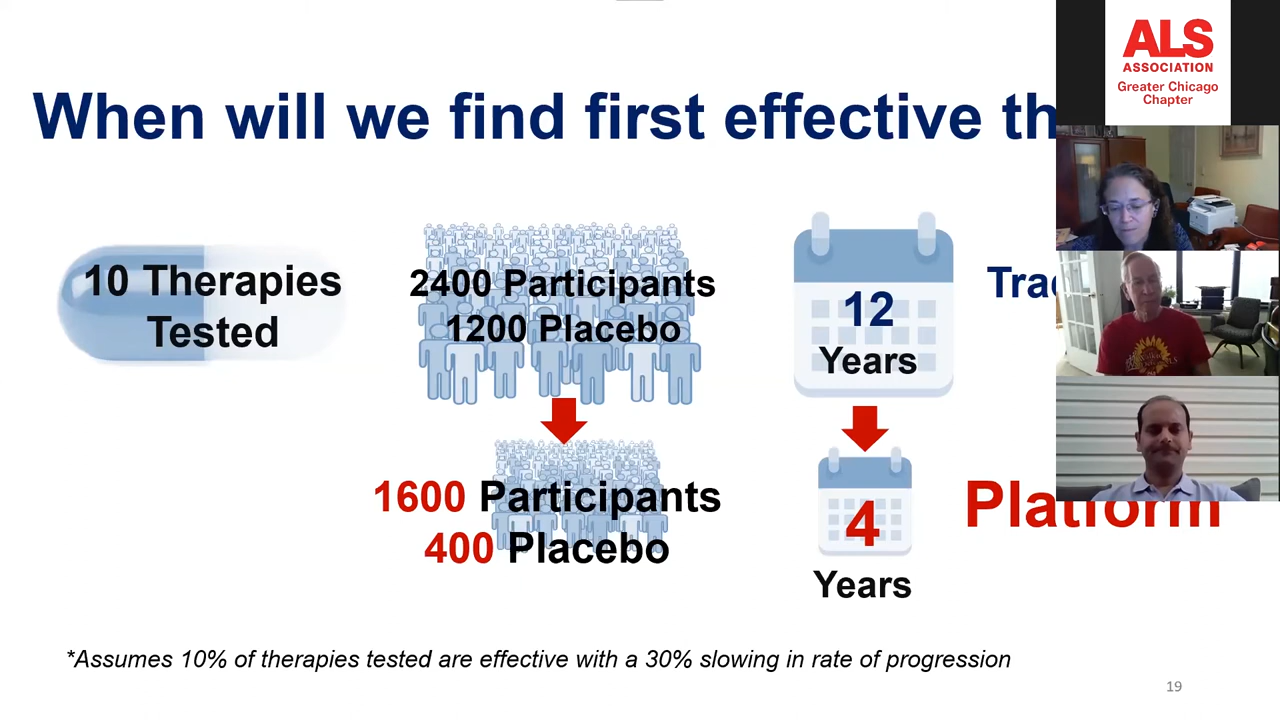 When will we find first effective th
ALS
ASSOCIATION
Greater Chicago
Chapter
10 Therapies
Tested
2400 Participants
1200 Placebo
12
Years
Trad
1600 Participants
400 Placebo
4
Years
Platform
*Assumes 10% of therapies tested are effective with a 30% slowing in rate of progression
19